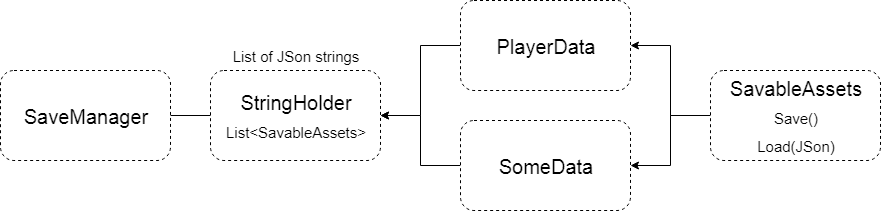 SaveManager
List of JSon strings
StringHolder
List<SavableAssets>
PlayerData
SomeData
SavableAssets
Save()
Load(JSon)